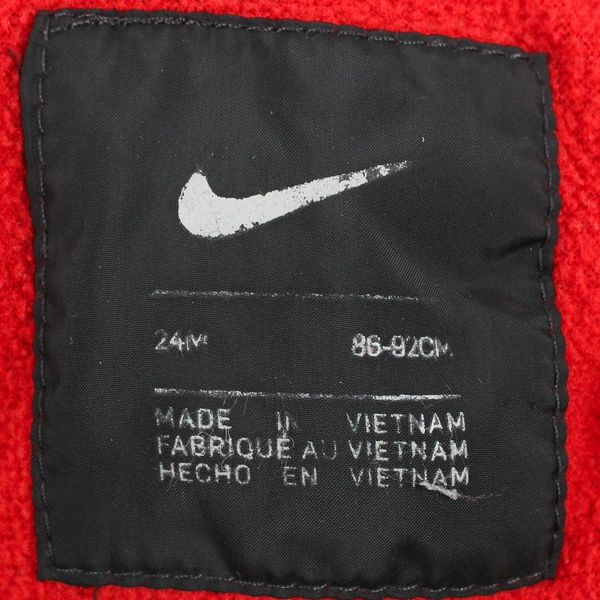 24M 86-92CM
MADE IN VIETNAM
FABRIQUÉ AU VIETNAM
HECHO EN VIETNAM